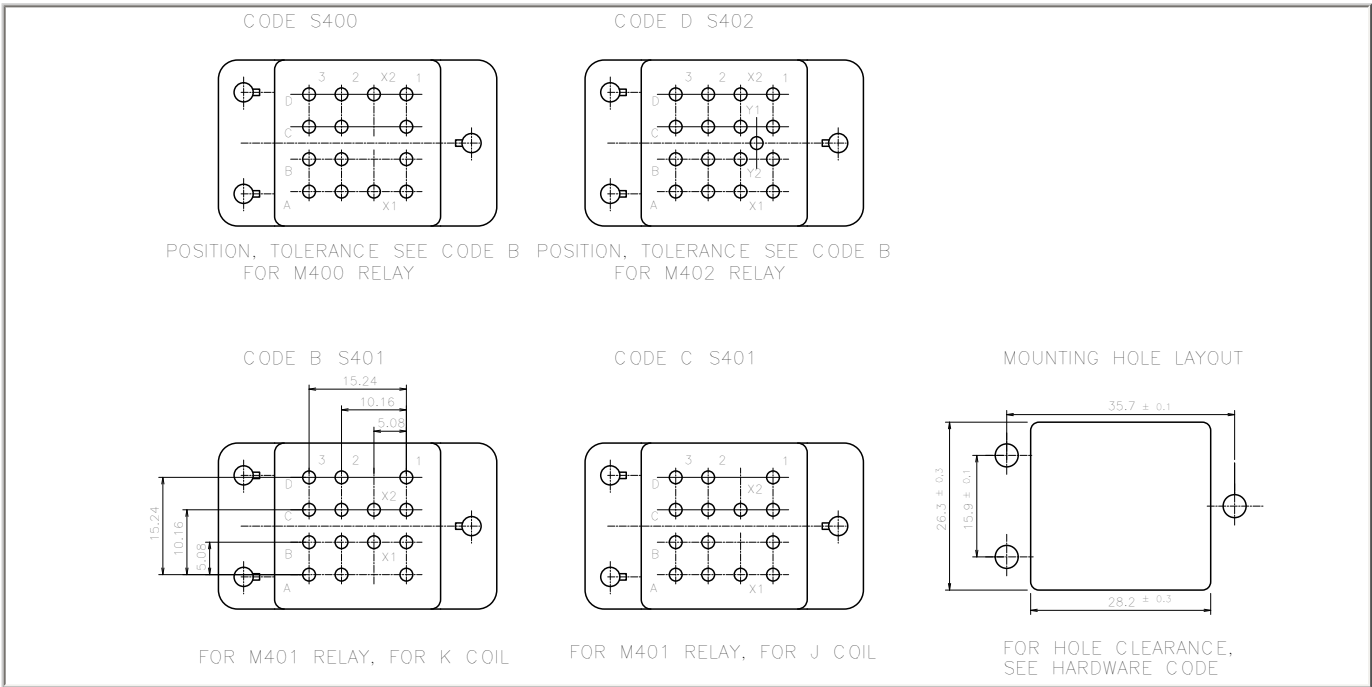 CODE S400
3 2 X2 1
D
C
B
A
X1
POSITION, TOLERANCE SEE CODE B
FOR M400 RELAY
CODE D S402
3 2 X2 1
D
Y1
C
B
Y2
A
X1
POSITION, TOLERANCE SEE CODE B
FOR M402 RELAY
CODE B S401
15.24
10.16
5.08
3 2 1
D
X2
C
B
X1
A
15.24
10.16
5.08
FOR M401 RELAY, FOR K COIL
CODE C S401
3 2 1
D
X2
C
B
A
X1
FOR M401 RELAY, FOR J COIL
MOUNTING HOLE LAYOUT
35.7 ± 0.1
26.3 ± 0.3
15.9 ± 0.1
28.2 ± 0.3
FOR HOLE CLEARANCE,
SEE HARDWARE CODE